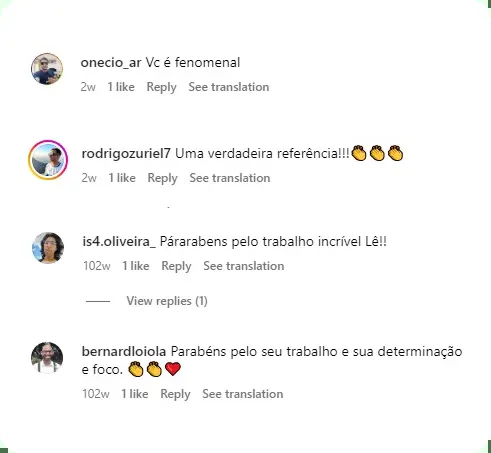 onecio_ar Vc é fenomenal
2w 1 like Reply See translation
rodrigozuriel7 Uma verdadeira referência!!!👏👏👏
2w 1 like Reply See translation
is4.oliveira_ Párarabens pelo trabalho incrível Lê!!
102w 1 like Reply See translation
View replies (1)
bernardloiola Parabéns pelo seu trabalho e sua determinação
e foco. 👏👏❤️
102w 1 like Reply See translation